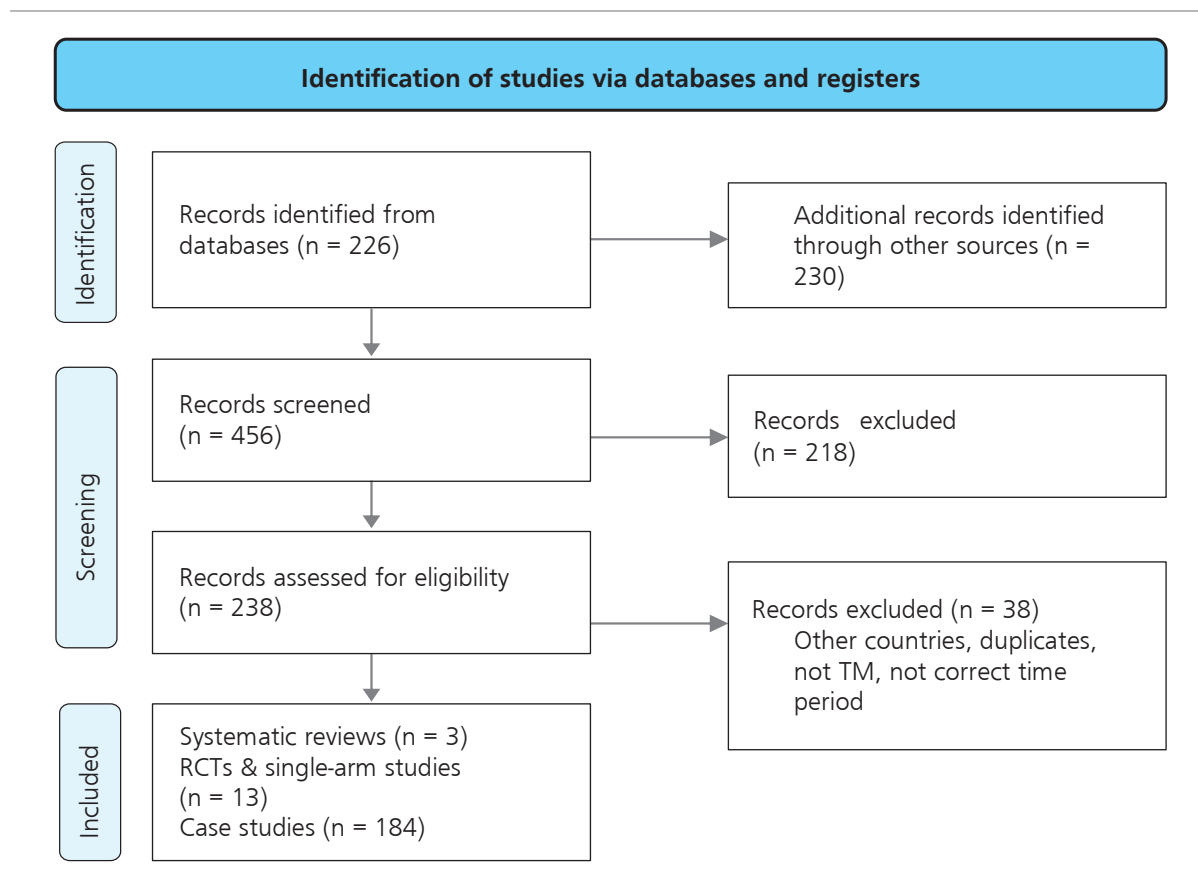 Identification of studies via databases and registers
Identification
Records identified from
databases (n = 226)
Additional records identified
through other sources (n =
230)
Screening
Records screened
(n = 456)
Records excluded
(n = 218)
Records assessed for eligibility
(n = 238)
Records excluded (n = 38)
Other countries, duplicates,
not TM, not correct time
period
Included
Systematic reviews (n = 3)
RCTs & single-arm studies
(n = 13)
Case studies (n = 184)